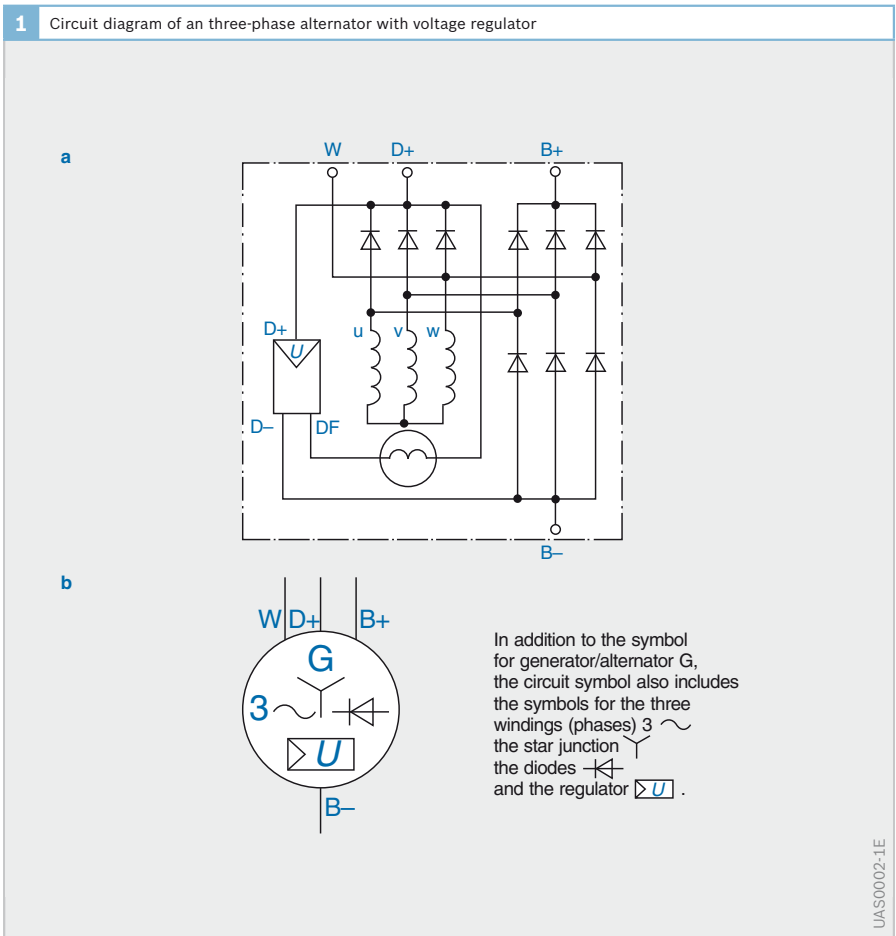 1 Circuit diagram of an three-phase alternator with voltage regulator
a
W D+ B+
D+
U
u v w
D– DF
B–
b
W D+ B+
G
3
U
B–
In addition to the symbol
for generator/alternator G,
the circuit symbol also includes
the symbols for the three
windings (phases) 3
the star junction
the diodes
and the regulator U .
UAS0002-1E